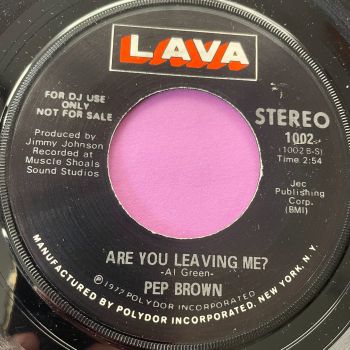 LAVA
FOR DJ USE
ONLY
NOT FOR SALE
Produced by
Jimmy Johnson
Recorded at
Muscle Shoals
Sound Studios
STEREO
1002
(1002 B-S)
Time 2:54
Jec
Publishing
Corp.
(BMI)
ARE YOU LEAVING ME?
-Al Green-
PEP BROWN
℗ 1977 POLYDOR INCORPORATED
MANUFACTURED BY POLYDOR INCORPORATED, NEW YORK, N.Y.